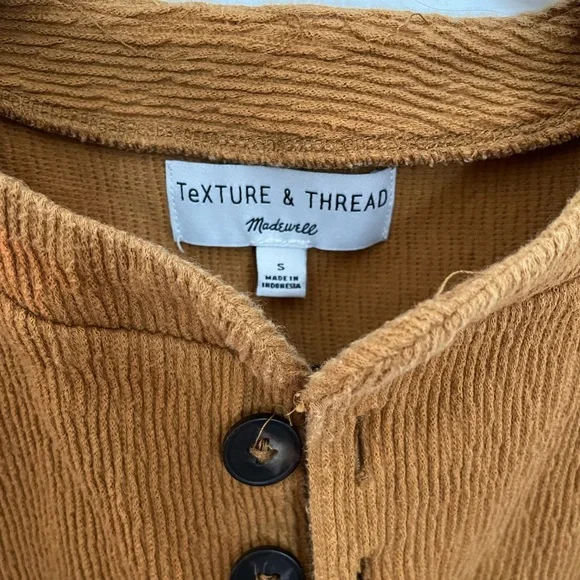 TeXTURE & THREAD
Madewell
S
MADE IN
INDONESIA